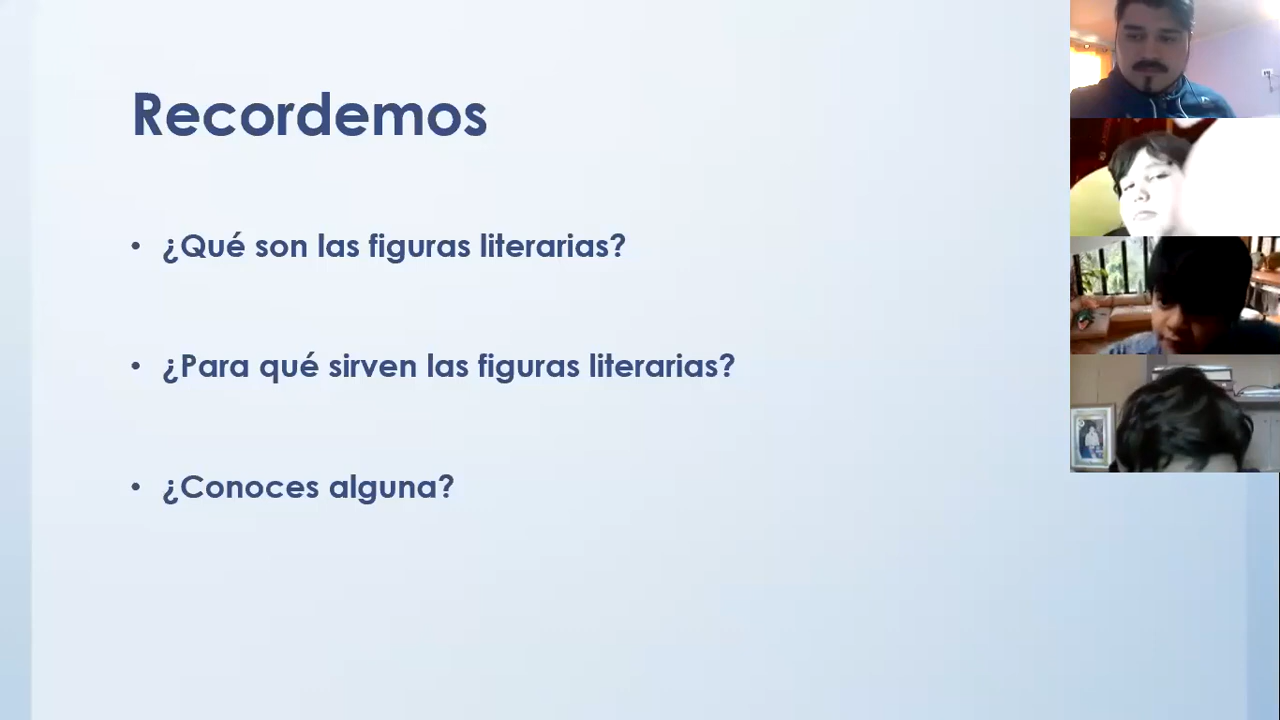 Recordemos
• ¿Qué son las figuras literarias?
• ¿Para qué sirven las figuras literarias?
• ¿Conoces alguna?